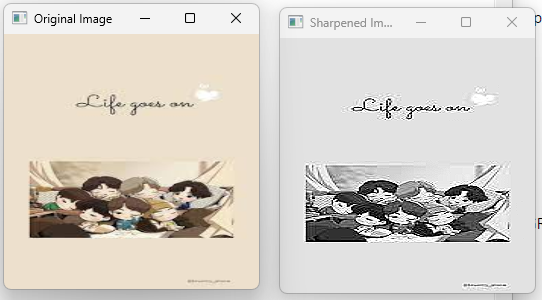 Original Image
Sharpened Im...
Life goes on
Life goes on